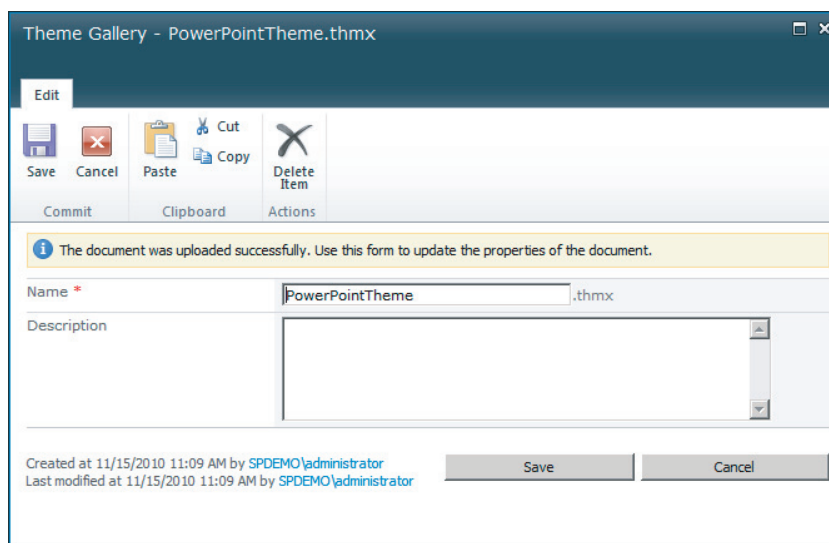 Theme Gallery - PowerPointTheme.thmx
Edit
Save
Cancel
Paste
Cut
Copy
Delete
Item
Commit
Clipboard
Actions
The document was uploaded successfully. Use this form to update the properties of the document.
Name *
PowerPointTheme .thmx
Description
Created at 11/15/2010 11:09 AM by SPDEMO\administrator
Last modified at 11/15/2010 11:09 AM by SPDEMO\administrator
Save
Cancel